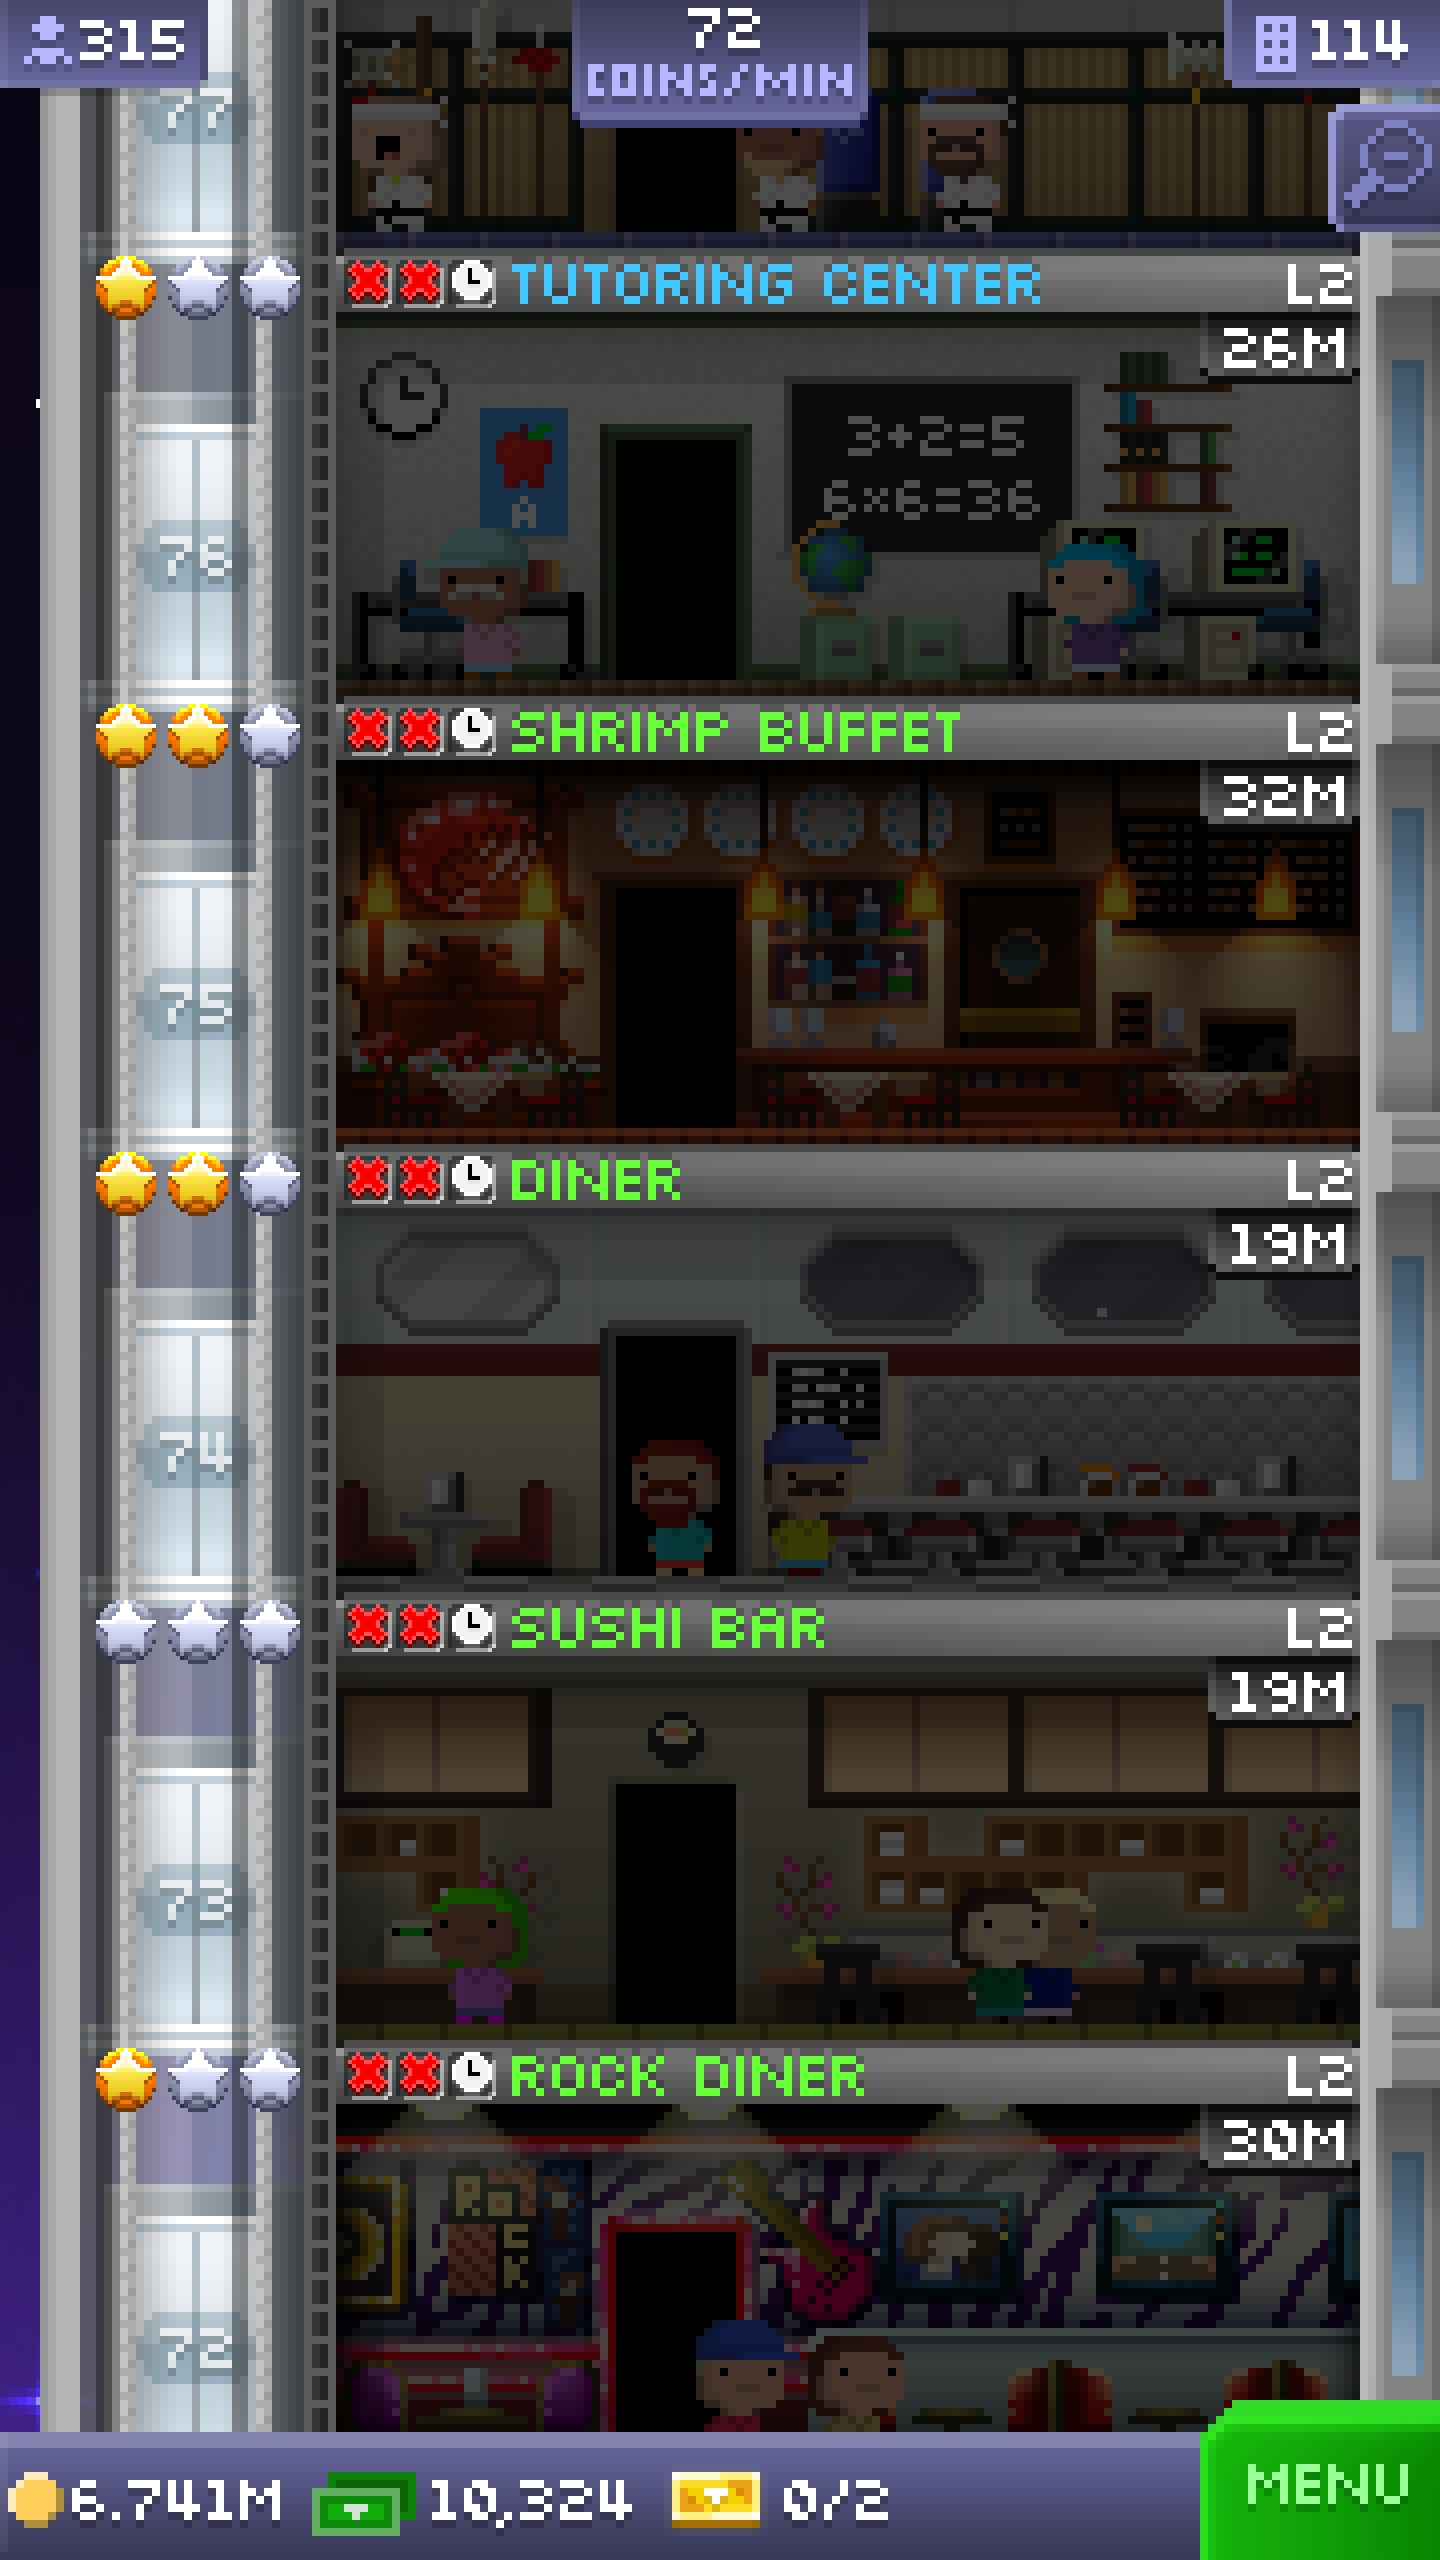 315
72
COINS/MIN
114
77
TUTORING CENTER L2
26M
3+2=5
6×6=36
A
76
SHRIMP BUFFET L2
32M
75
DINER L2
19M
74
SUSHI BAR L2
19M
73
ROCK DINER L2
30M
72
6.741M 10,324 0/2
MENU